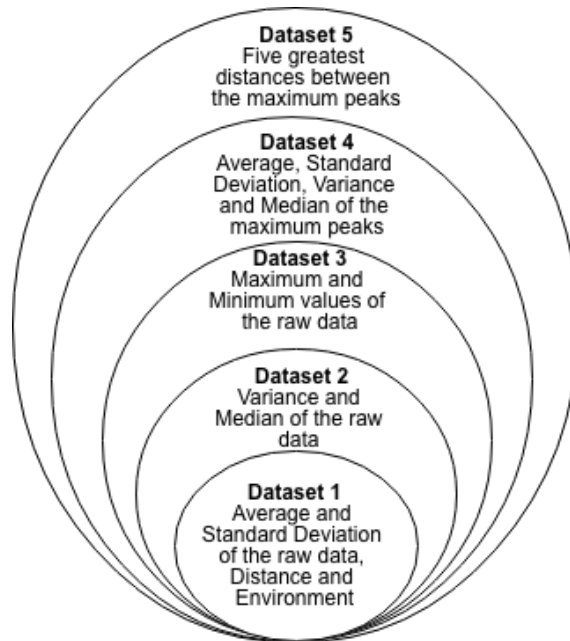 Dataset 5
Five greatest
distances between
the maximum peaks
Dataset 4
Average, Standard
Deviation, Variance
and Median of the
maximum peaks
Dataset 3
Maximum and
Minimum values of
the raw data
Dataset 2
Variance and
Median of the raw
data
Dataset 1
Average and
Standard Deviation
of the raw data,
Distance and
Environment